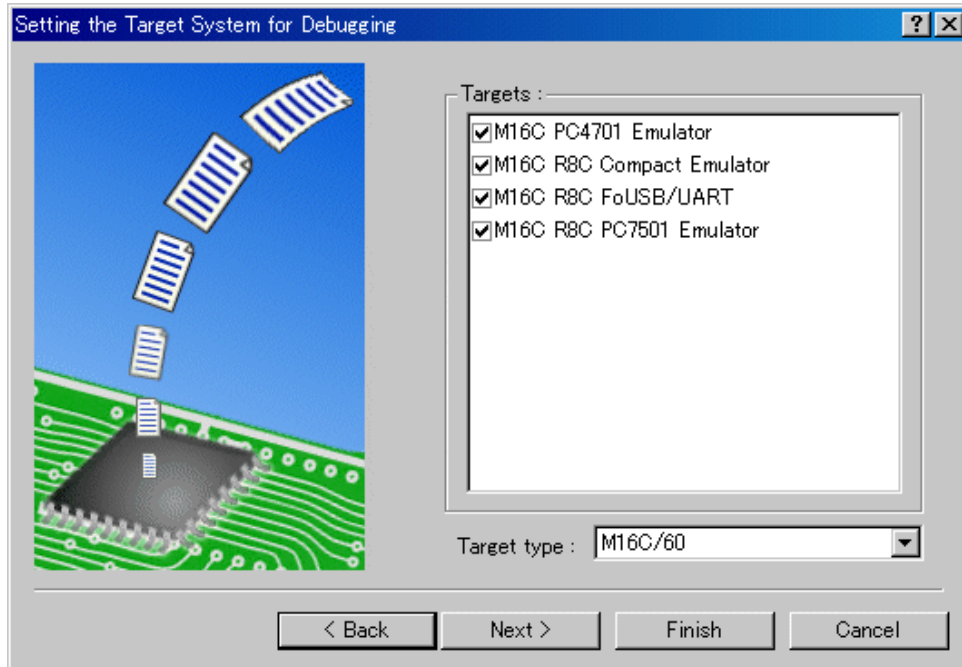 Setting the Target System for Debugging
Targets :
M16C PC4701 Emulator
M16C R8C Compact Emulator
M16C R8C FoUSB/UART
M16C R8C PC7501 Emulator
Target type : M16C/60
< Back Next > Finish Cancel